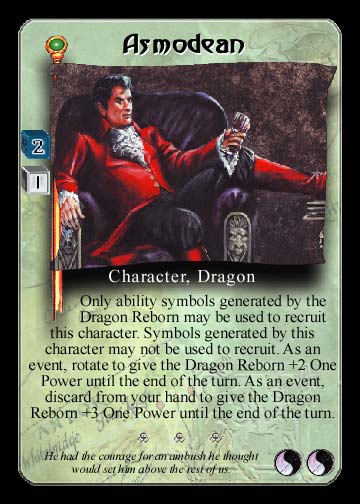 Asmodean
2
1
Character, Dragon
Only ability symbols generated by the
Dragon Reborn may be used to recruit
this character. Symbols generated by this
character may not be used to recruit. As an
event, rotate to give the Dragon Reborn +2 One
Power until the end of the turn. As an event,
discard from your hand to give the Dragon
Reborn +3 One Power until the end of the turn.
Whitebridge
He had the courage for an ambush he thought
would set him above the rest of us.